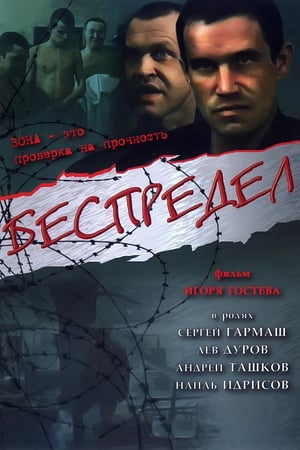 ЗОНА - это
проверка на прочность
БЕСПРЕДЕЛ
фильм
ИГОРЯ ГОСТЕВА
в ролях
СЕРГЕЙ ГАРМАШ
ЛЕВ ДУРОВ
АНДРЕЙ ТАШКОВ
НАИЛЬ ИДРИСОВ